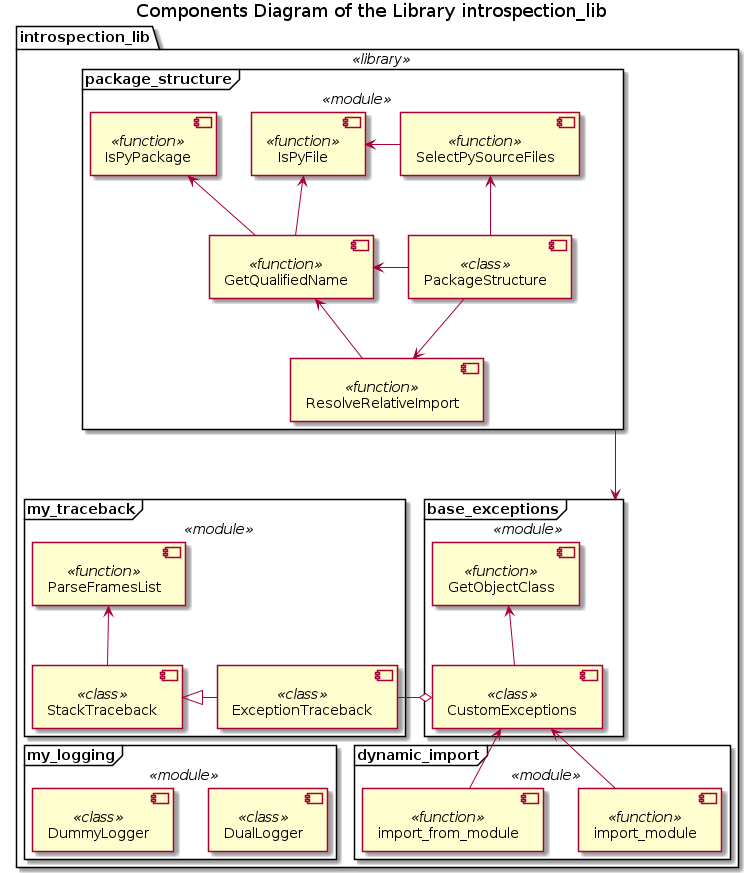 Components Diagram of the Library introspection_lib
introspection_lib
«library»
package_structure
«module»
«function»
IsPyPackage
«function»
IsPyFile
«function»
SelectPySourceFiles
«function»
GetQualifiedName
«class»
PackageStructure
«function»
ResolveRelativeImport
my_traceback
«module»
«function»
ParseFramesList
«class»
StackTraceback
«class»
ExceptionTraceback
base_exceptions
«module»
«function»
GetObjectClass
«class»
CustomExceptions
my_logging
«module»
«class»
DummyLogger
«class»
DualLogger
dynamic_import
«module»
«function»
import_from_module
«function»
import_module